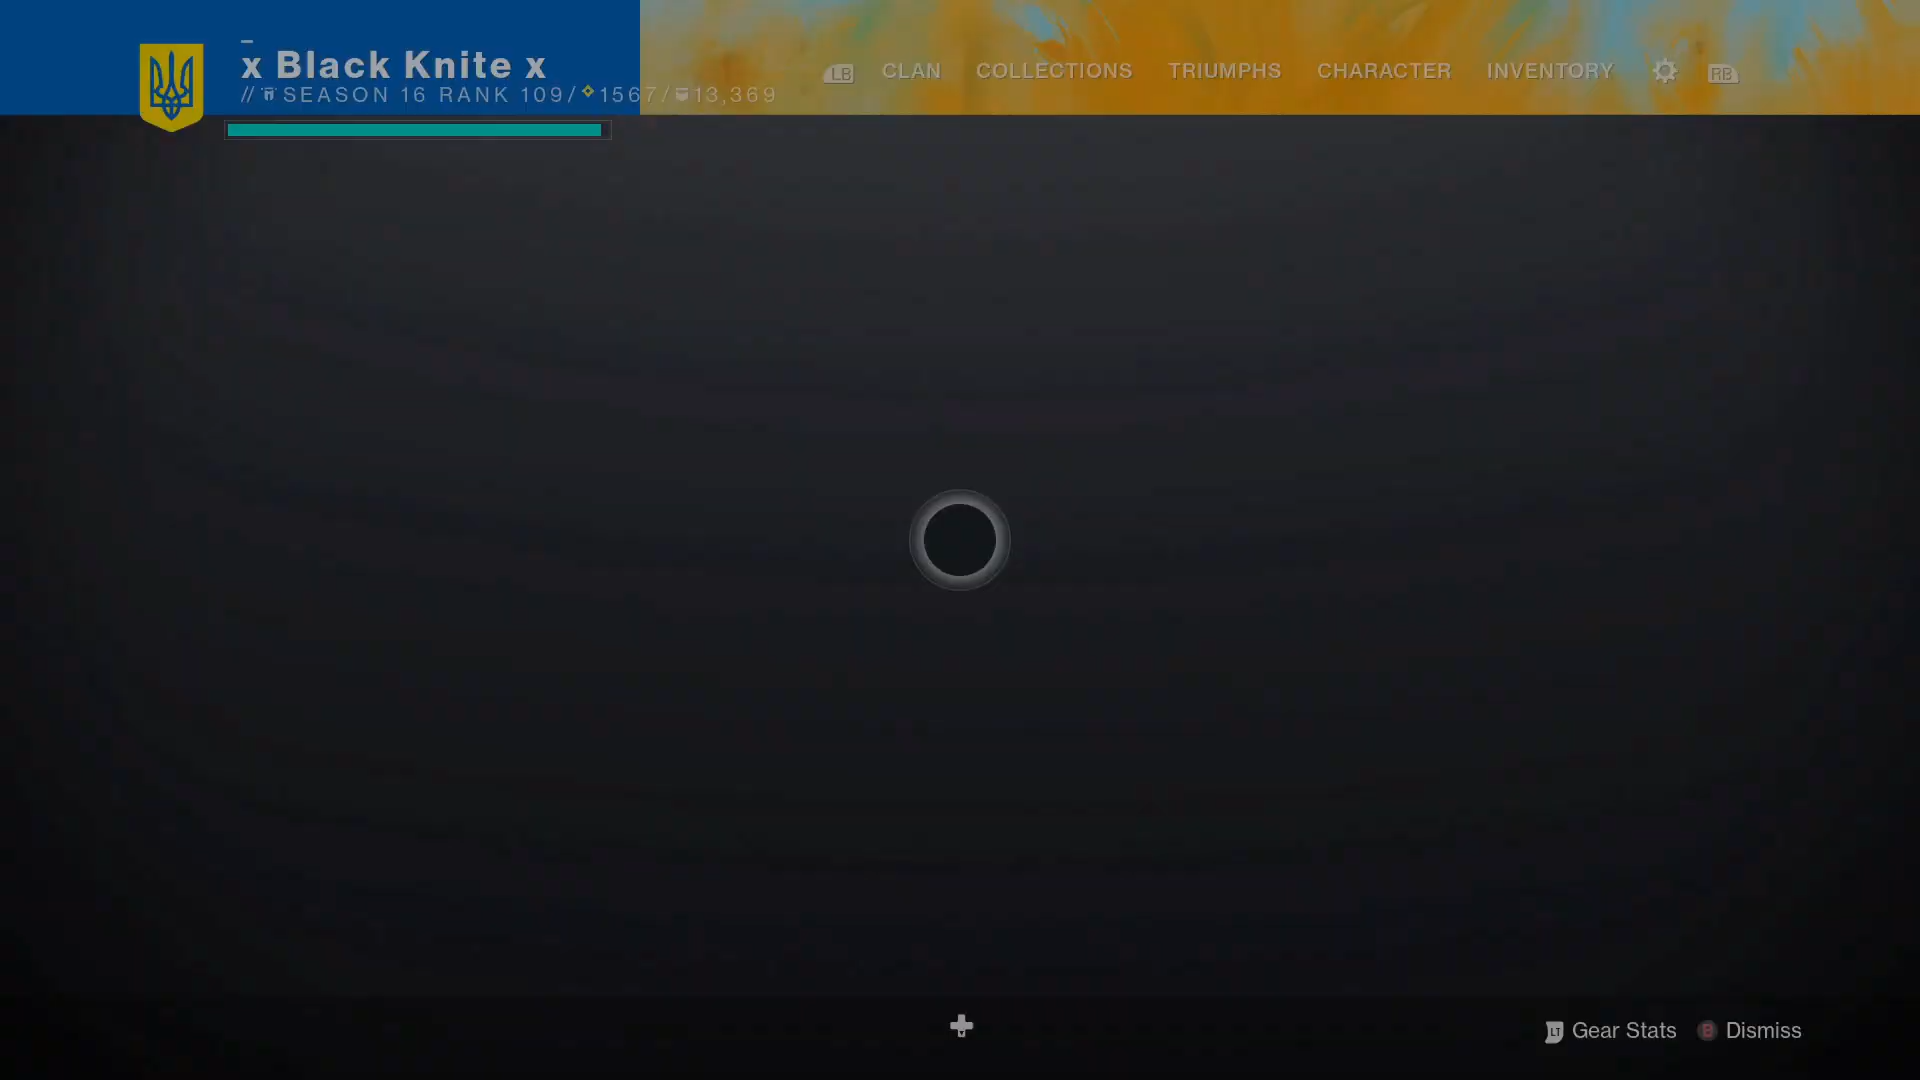 x Black Knite x
// SEASON 16 RANK 109/ 1567/ 13,369
LB CLAN COLLECTIONS TRIUMPHS CHARACTER INVENTORY RB
LT Gear Stats B Dismiss